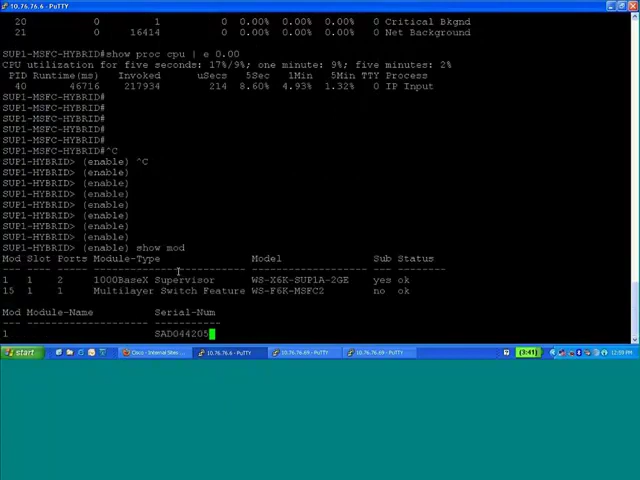 10.76.76.6 - PuTTY
20 0 1 0 0.00% 0.00% 0.00% 0 Critical Bkgnd
21 0 16414 0 0.00% 0.00% 0.00% 0 Net Background
SUP1-MSFC-HYBRID#show proc cpu | e 0.00
CPU utilization for five seconds: 17%/9%; one minute: 9%; five minutes: 2%
PID Runtime(ms) Invoked uSecs 5Sec 1Min 5Min TTY Process
40 46716 217934 214 8.60% 4.93% 1.32% 0 IP Input
SUP1-MSFC-HYBRID#
SUP1-MSFC-HYBRID#
SUP1-MSFC-HYBRID#
SUP1-MSFC-HYBRID#
SUP1-MSFC-HYBRID#
SUP1-MSFC-HYBRID#^C
SUP1-HYBRID> (enable) ^C
SUP1-HYBRID> (enable)
SUP1-HYBRID> (enable)
SUP1-HYBRID> (enable)
SUP1-HYBRID> (enable)
SUP1-HYBRID> (enable)
SUP1-HYBRID> (enable)
SUP1-HYBRID> (enable)
SUP1-HYBRID> (enable) show mod
Mod Slot Ports Module-Type Model Sub Status
--- ---- ----- ------------------------- ------------------- --- --------
1 1 2 1000BaseX Supervisor WS-X6K-SUP1A-2GE yes ok
15 1 1 Multilayer Switch Feature WS-F6K-MSFC2 no ok
Mod Module-Name Serial-Num
--- -------------------- -----------
1 SAD044205
start Cisco - Internal Sites ... 10.76.76.6 - PuTTY 10.76.76.89 - PuTTY 10.76.76.89 - PuTTY (3:41)